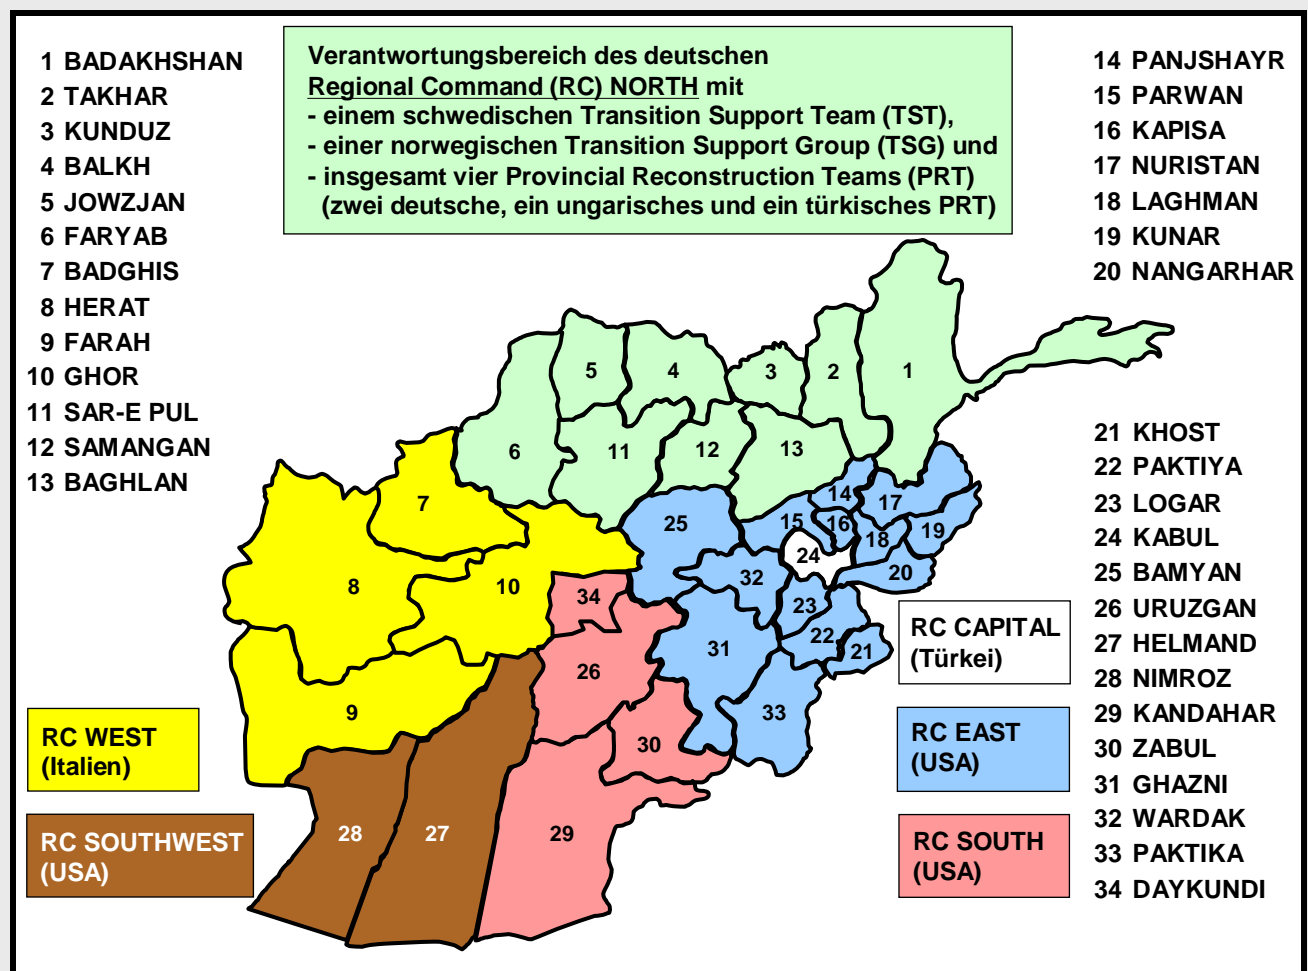 1 BADAKHSHAN
2 TAKHAR
3 KUNDUZ
4 BALKH
5 JOWZJAN
6 FARYAB
7 BADGHIS
8 HERAT
9 FARAH
10 GHOR
11 SAR-E PUL
12 SAMANGAN
13 BAGHLAN
Verantwortungsbereich des deutschen
Regional Command (RC) NORTH mit
- einem schwedischen Transition Support Team (TST),
- einer norwegischen Transition Support Group (TSG) und
- insgesamt vier Provincial Reconstruction Teams (PRT)
(zwei deutsche, ein ungarisches und ein türkisches PRT)
14 PANJSHAYR
15 PARWAN
16 KAPISA
17 NURISTAN
18 LAGHMAN
19 KUNAR
20 NANGARHAR
21 KHOST
22 PAKTIYA
23 LOGAR
24 KABUL
25 BAMYAN
26 URUZGAN
27 HELMAND
28 NIMROZ
29 KANDAHAR
30 ZABUL
31 GHAZNI
32 WARDAK
33 PAKTIKA
34 DAYKUNDI
5
4
3
2
1
6
11
12
13
7
14
17
25
15
16
19
18
24
20
8
10
34
32
23
22
21
31
26
9
33
30
28
27
29
RC WEST
(Italien)
RC SOUTHWEST
(USA)
RC CAPITAL
(Türkei)
RC EAST
(USA)
RC SOUTH
(USA)